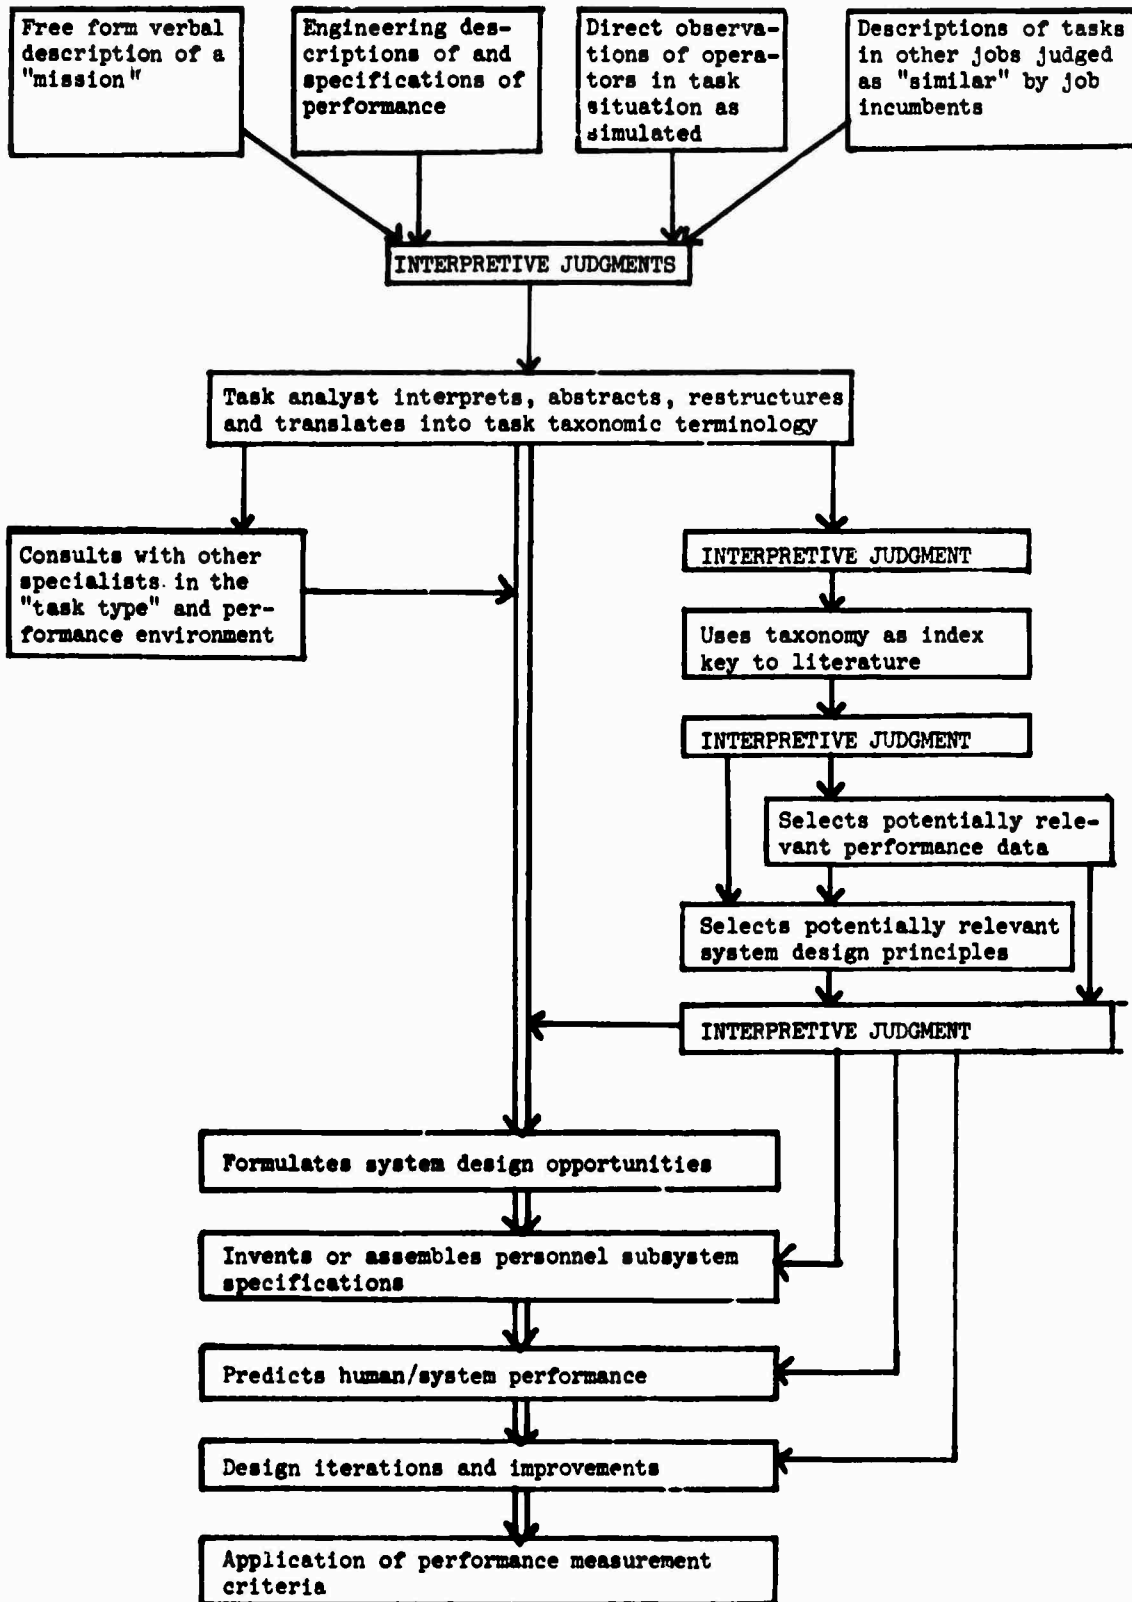 Free form verbal
description of a
"mission"
Engineering des-
criptions of and
specifications of
performance
Direct observa-
tions of opera-
tors in task
situation as
simulated
Descriptions of tasks
in other jobs judged
as "similar" by job
incumbents
INTERPRETIVE JUDGMENTS
Task analyst interprets, abstracts, restructures
and translates into task taxonomic terminology
Consults with other
specialists in the
"task type" and per-
formance environment
INTERPRETIVE JUDGMENT
Uses taxonomy as index
key to literature
INTERPRETIVE JUDGMENT
Selects potentially rele-
vant performance data
Selects potentially relevant
system design principles
INTERPRETIVE JUDGMENT
Formulates system design opportunities
Invents or assembles personnel subsystem
specifications
Predicts human/system performance
Design iterations and improvements
Application of performance measurement
criteria